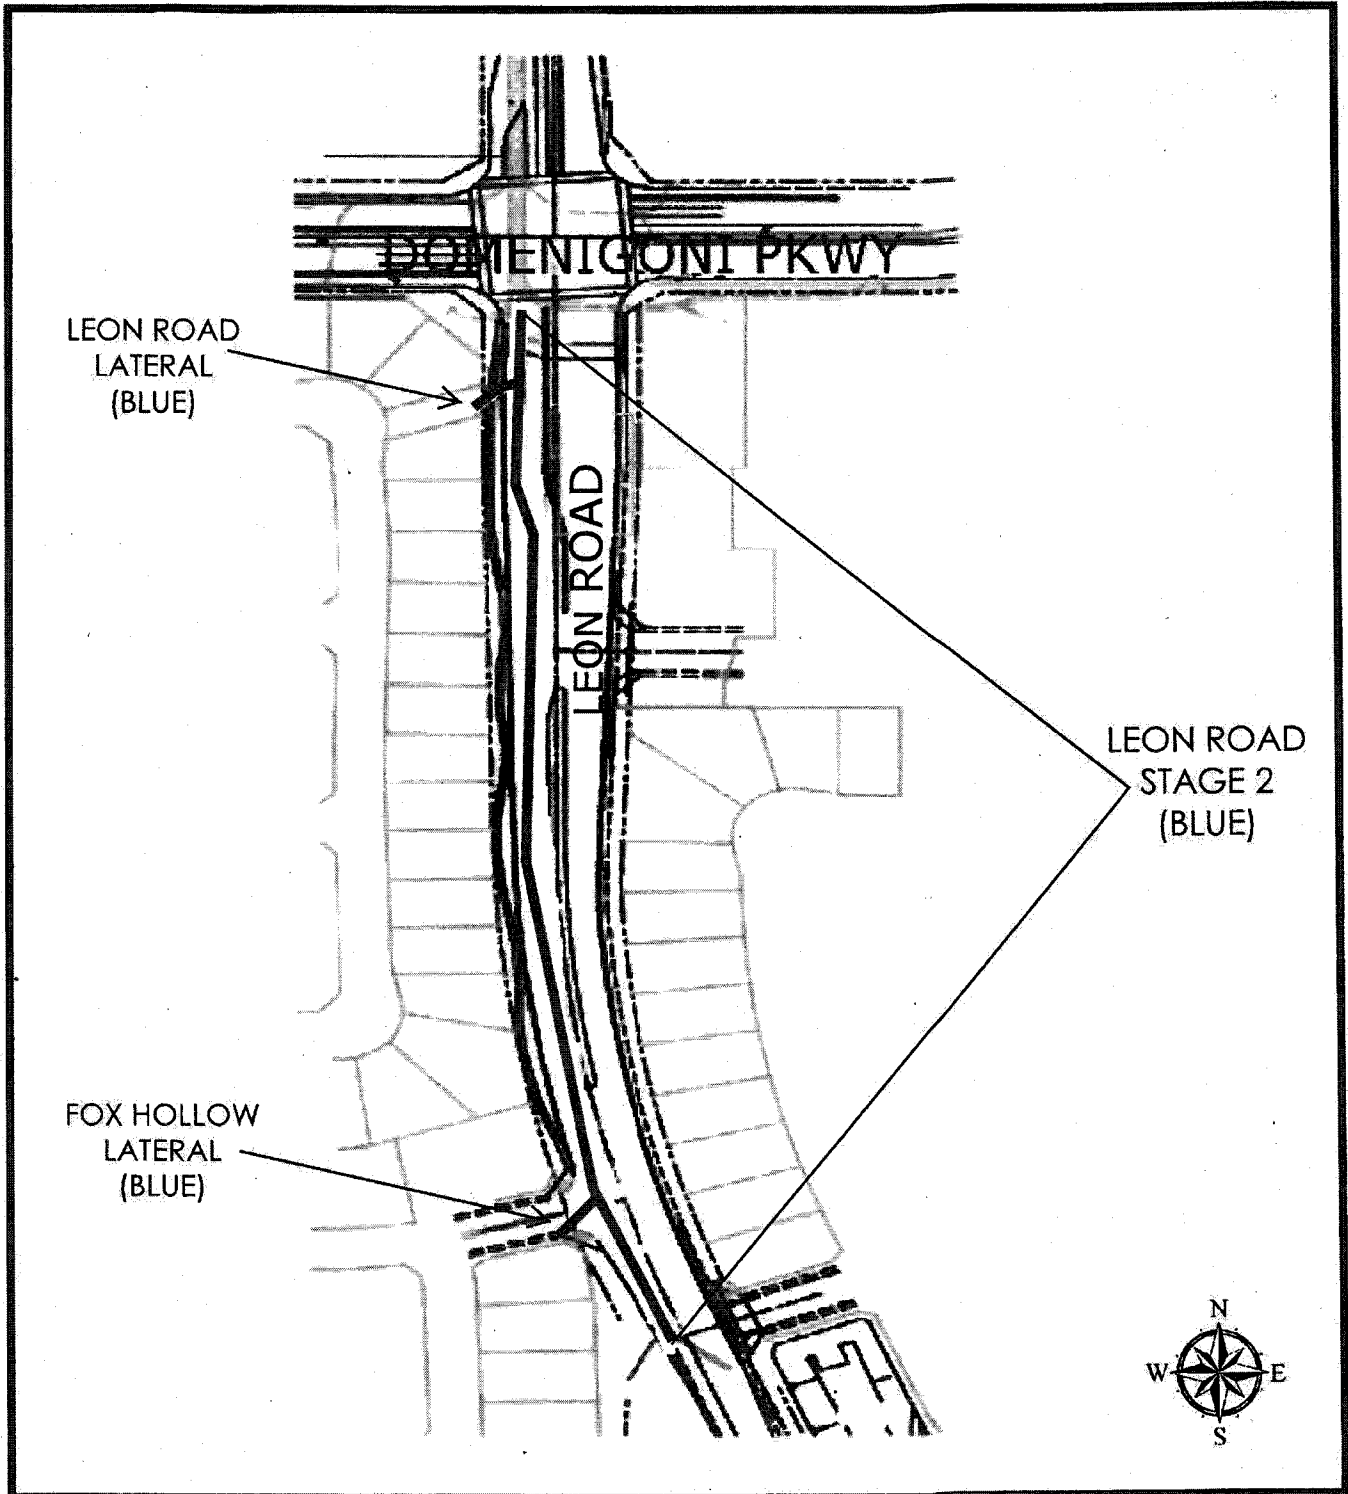 DOMENIGONI PKWY
LEON ROAD
LATERAL
(BLUE)
LEON ROAD
LEON ROAD
STAGE 2
(BLUE)
FOX HOLLOW
LATERAL
(BLUE)
N
W E
S